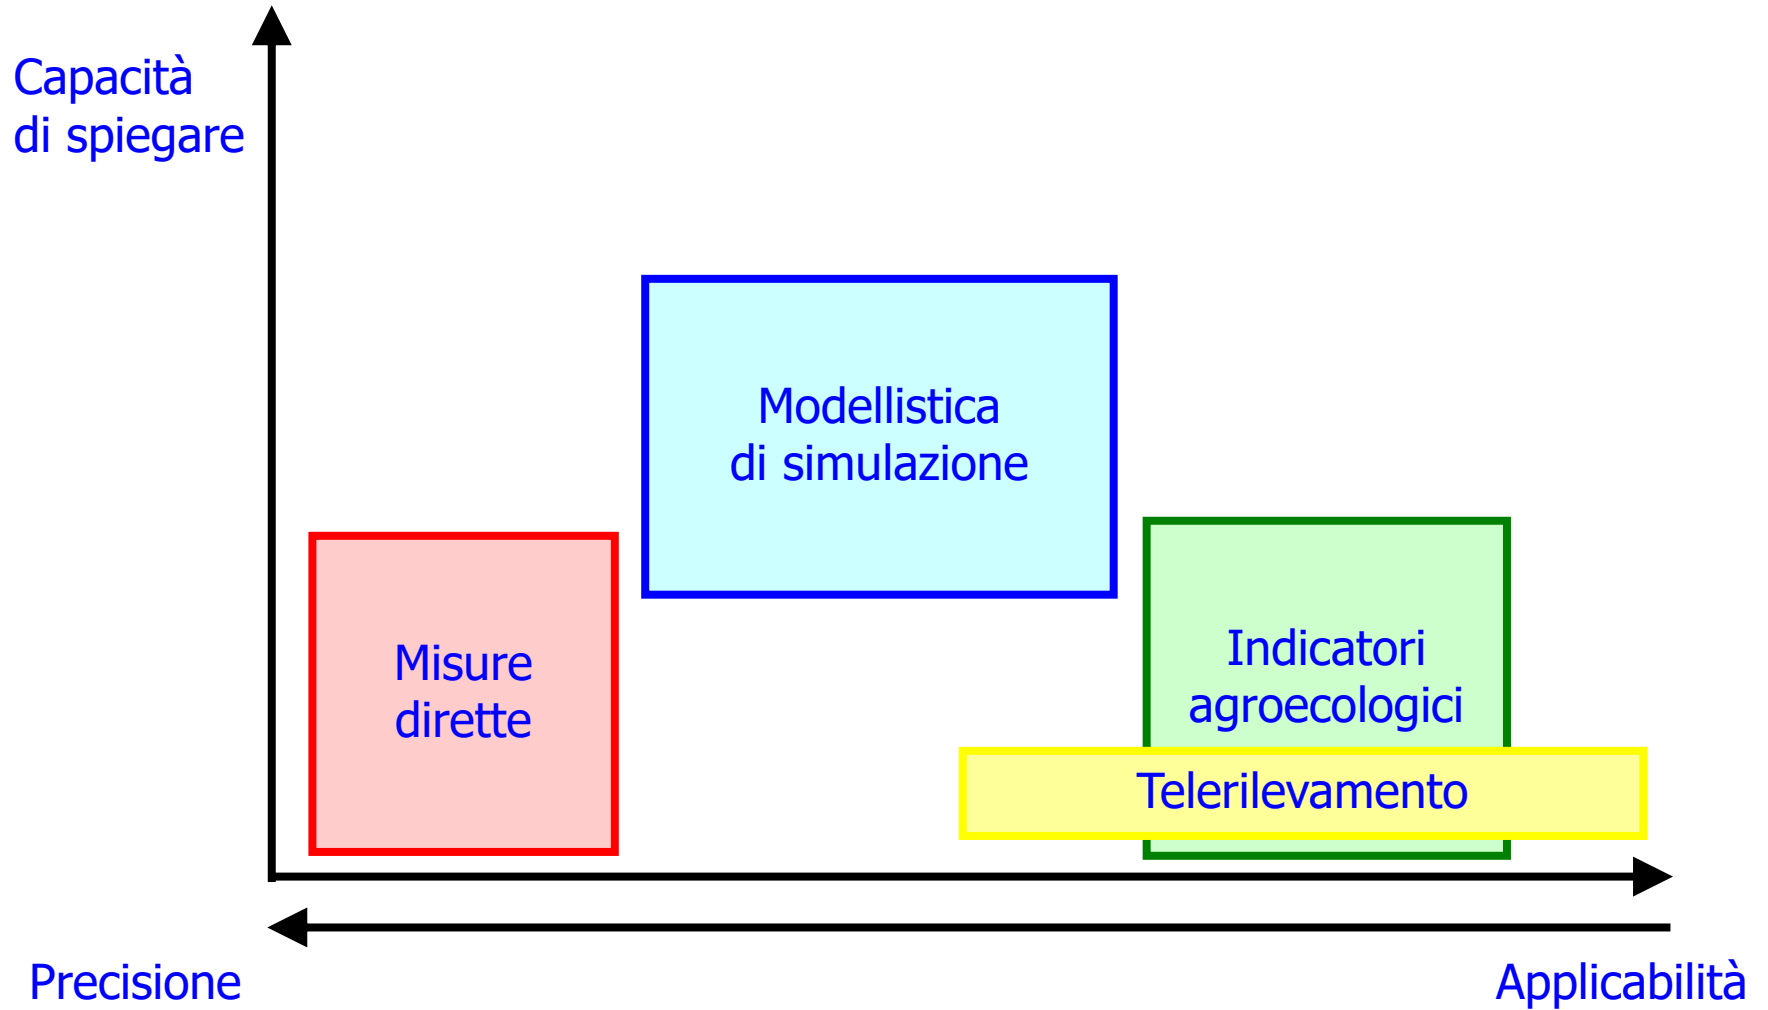 Capacità
di spiegare
Modellistica
di simulazione
Misure
dirette
Indicatori
agroecologici
Telerilevamento
Precisione
Applicabilità